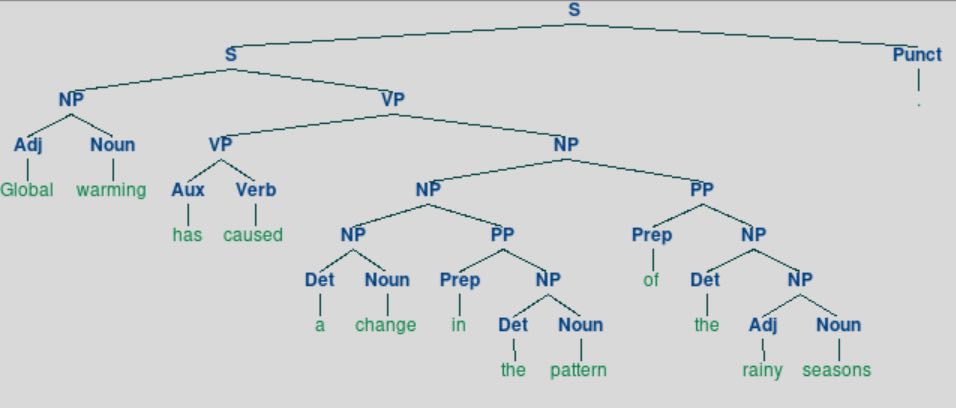 S
S Punct
NP VP .
Adj Noun VP NP
Global warming Aux Verb NP PP
has caused NP PP Prep NP
Det Noun Prep NP of Det NP
a change in Det Noun the Adj Noun
the pattern rainy seasons